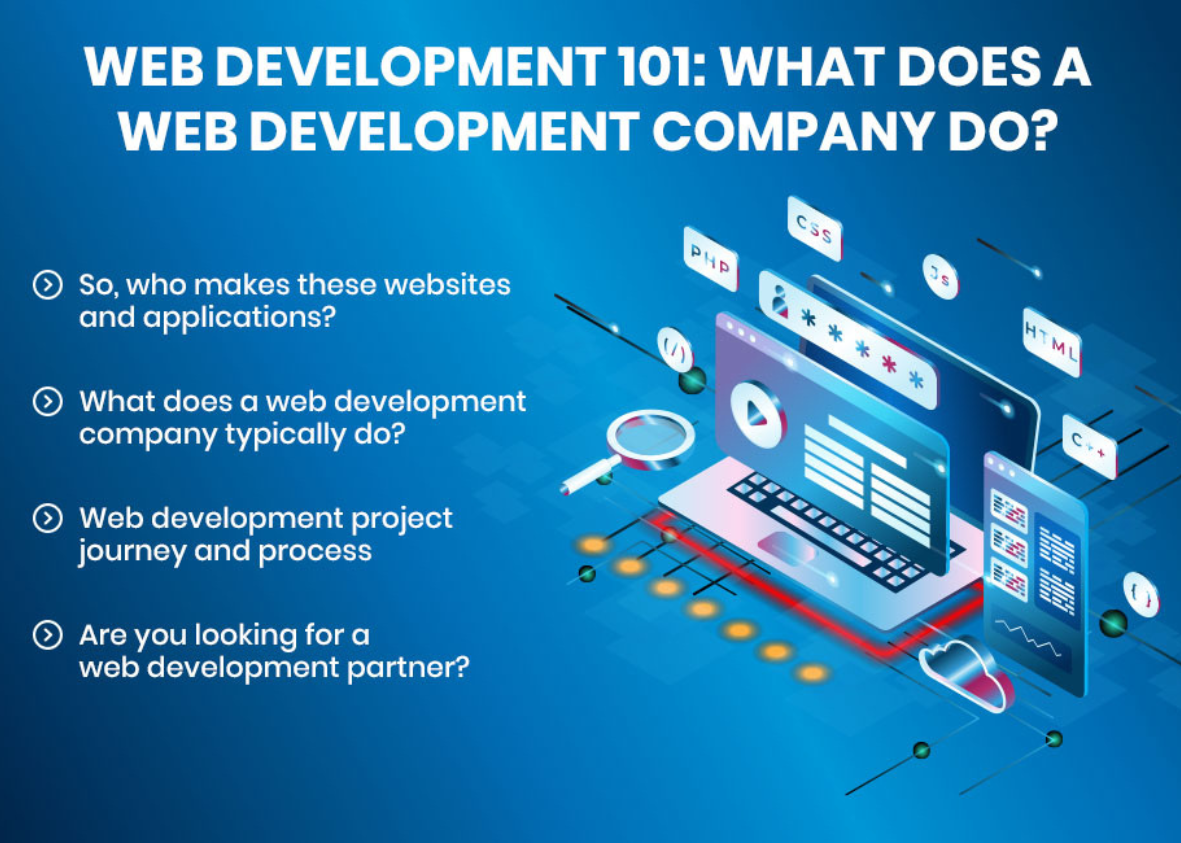 WEB DEVELOPMENT 101: WHAT DOES A
WEB DEVELOPMENT COMPANY DO?
So, who makes these websites
and applications?
What does a web development
company typically do?
Web development project
journey and process
Are you looking for a
web development partner?
CSS
PHP
JS
HTML
*****
(/)
C++
{ }